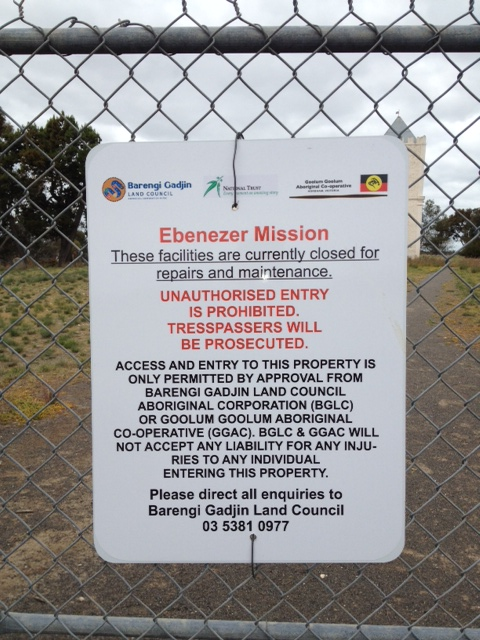 Barengi Gadjin
LAND COUNCIL
NATIONAL TRUST
Goolum Goolum
Aboriginal Co-operative
Ebenezer Mission
These facilities are currently closed for
repairs and maintenance.
UNAUTHORISED ENTRY
IS PROHIBITED.
TRESSPASSERS WILL
BE PROSECUTED.
ACCESS AND ENTRY TO THIS PROPERTY IS
ONLY PERMITTED BY APPROVAL FROM
BARENGI GADJIN LAND COUNCIL
ABORIGINAL CORPORATION (BGLC)
OR GOOLUM GOOLUM ABORIGINAL
CO-OPERATIVE (GGAC). BGLC & GGAC WILL
NOT ACCEPT ANY LIABILITY FOR ANY INJU-
RIES TO ANY INDIVIDUAL
ENTERING THIS PROPERTY.
Please direct all enquiries to
Barengi Gadjin Land Council
03 5381 0977